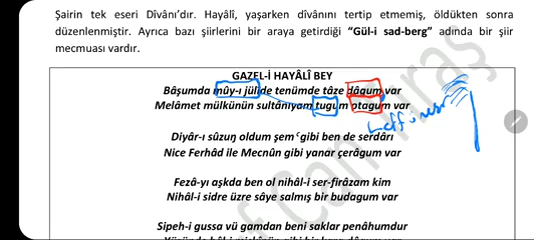 Şairin tek eseri Dîvânı’dır. Hayâlî, yaşarken dîvânını tertip etmemiş, öldükten sonra
düzenlenmiştir. Ayrıca bazı şiirlerini bir araya getirdiği “Gül-i sad-berg” adında bir şiir
mecmuası vardır.
GAZEL-İ HAYÂLÎ BEY
Bâşumda mûy-ı jülîde tenümde tâze dâgum var
Melâmet mülkünün sultânıyam tugum otagum var
Leff ü neşr
Diyâr-ı sûzuŋ oldum şem ʿgibi ben de serdârı
Nice Ferhâd ile Mecnûn gibi yanar çerâgum var
Fezâ-yı aşkda ben ol nihâl-i ser-firâzam kim
Nihâl-i sidre üzre sâye salmış bir budagum var
Sipeh-i gussa vü gamdan beni saklar penâhumdur